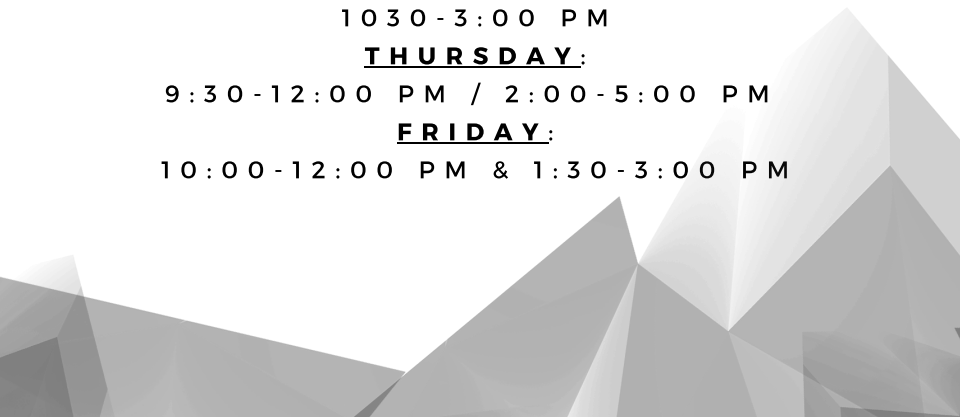 1030-3:00 PM
THURSDAY:
9:30-12:00 PM / 2:00-5:00 PM
FRIDAY:
10:00-12:00 PM & 1:30-3:00 PM